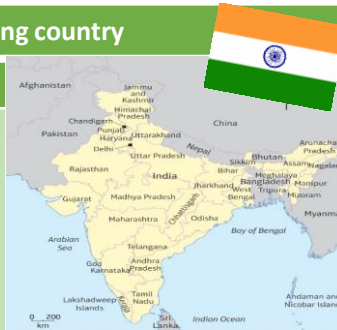 ng country
Afghanistan
Jammu
and
Kashmir
Himachal
Pradesh
China
Chandigarh
Punjab
Uttarakhand
Haryana
Pakistan
Delhi
Arunachal
Pradesh
Nepal
Bhutan
Sikkim
Assam
Nagaland
Rajasthan
Uttar Pradesh
Bihar
Meghalaya
India
Jharkhand
Bangladesh
Manipur
West
Bengal
Tripura
Mizoram
Gujarat
Madhya Pradesh
Chhattisgarh
Myanmar
Maharashtra
Odisha
Arabian
Sea
Bay of Bengal
Telangana
Goa
Karnataka
Andhra
Pradesh
Lakshadweep
Islands
Kerala
Tamil
Nadu
Andaman and
Nicobar Island
0 200
km
Sri
Lanka
Indian Ocean